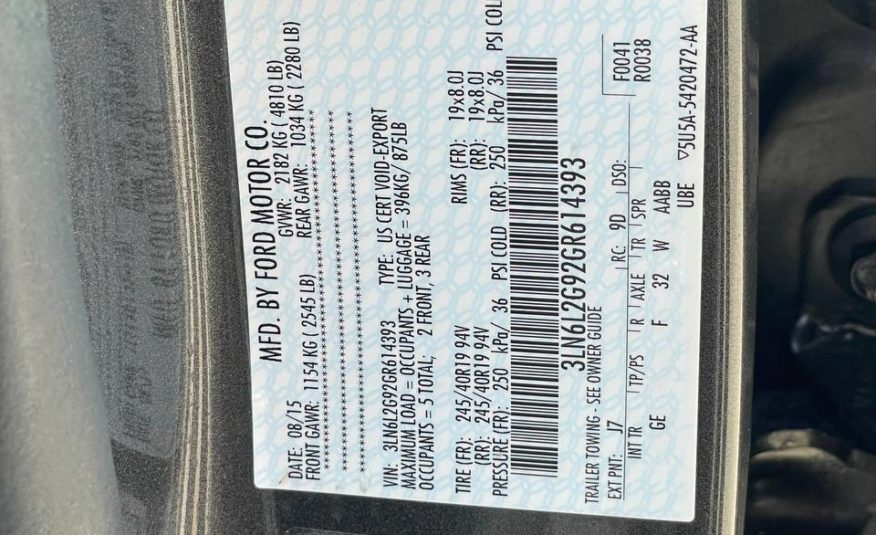 MFD. BY FORD MOTOR CO.
DATE: 08/15 GVWR: 2182 KG ( 4810 LB)
FRONT GAWR: 1154 KG ( 2545 LB) REAR GAWR: 1034 KG ( 2280 LB)
VIN: 3LN6L2G92GR614393 TYPE: US CERT VOID-EXPORT
MAXIMUM LOAD = OCCUPANTS + LUGGAGE = 396KG/ 875LB
OCCUPANTS = 5 TOTAL; 2 FRONT, 3 REAR
TIRE (FR): 245/40R19 94V RIMS (FR): 19x8.0J
(RR): 245/40R19 94V (RR): 19x8.0J
PRESSURE (FR): 250 kPa/ 36 PSI COLD (RR): 250 kPa/ 36 PSI COLD
3LN6L2G92GR614393
TRAILER TOWING - SEE OWNER GUIDE F0041
EXT PNT: J7 RC: 9D DSO: R0038
INT TR TP/PS R AXLE TR SPR
GE F 32 W AABB
UBE ▽5U5A-5420472-AA